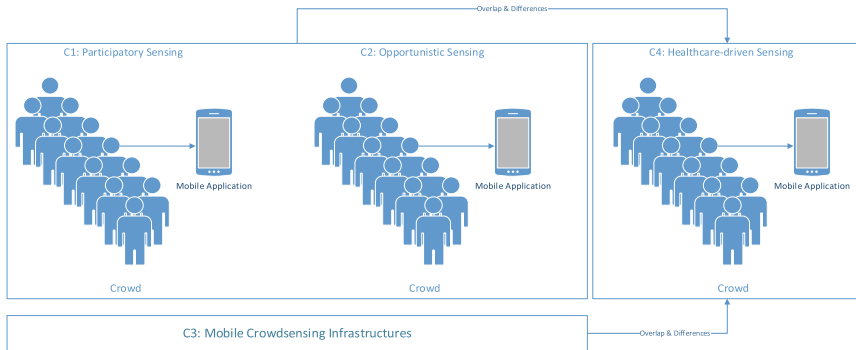 Overlap & Differences
C1: Participatory Sensing
C2: Opportunistic Sensing
C4: Healthcare-driven Sensing
Mobile Application
Mobile Application
Mobile Application
Crowd
Crowd
Crowd
C3: Mobile Crowdsensing Infrastructures
Overlap & Differences